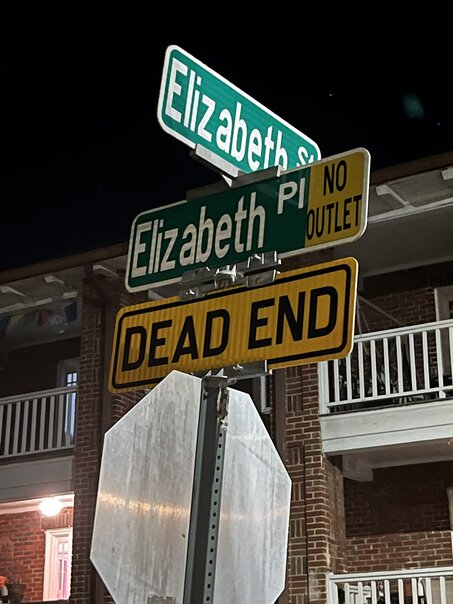 Elizabeth St
Elizabeth Pl
NO
OUTLET
DEAD END